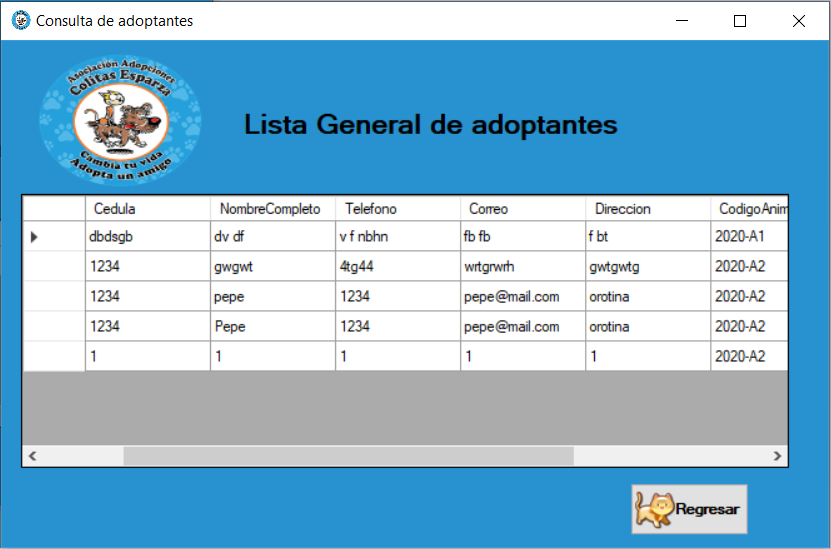 Consulta de adoptantes
Asociación Adopciones
Colitas Esparza
Cambia tu vida
Adopta un amigo
Lista General de adoptantes
Cedula NombreCompleto Telefono Correo Direccion CodigoAnim
dbdsgb dv df v f nbhn fb fb f bt 2020-A1
1234 gwgwt 4tg44 wrtgrwrh gwtgwtg 2020-A2
1234 pepe 1234 pepe@mail.com orotina 2020-A2
1234 Pepe 1234 pepe@mail.com orotina 2020-A2
1 1 1 1 1 2020-A2
Regresar